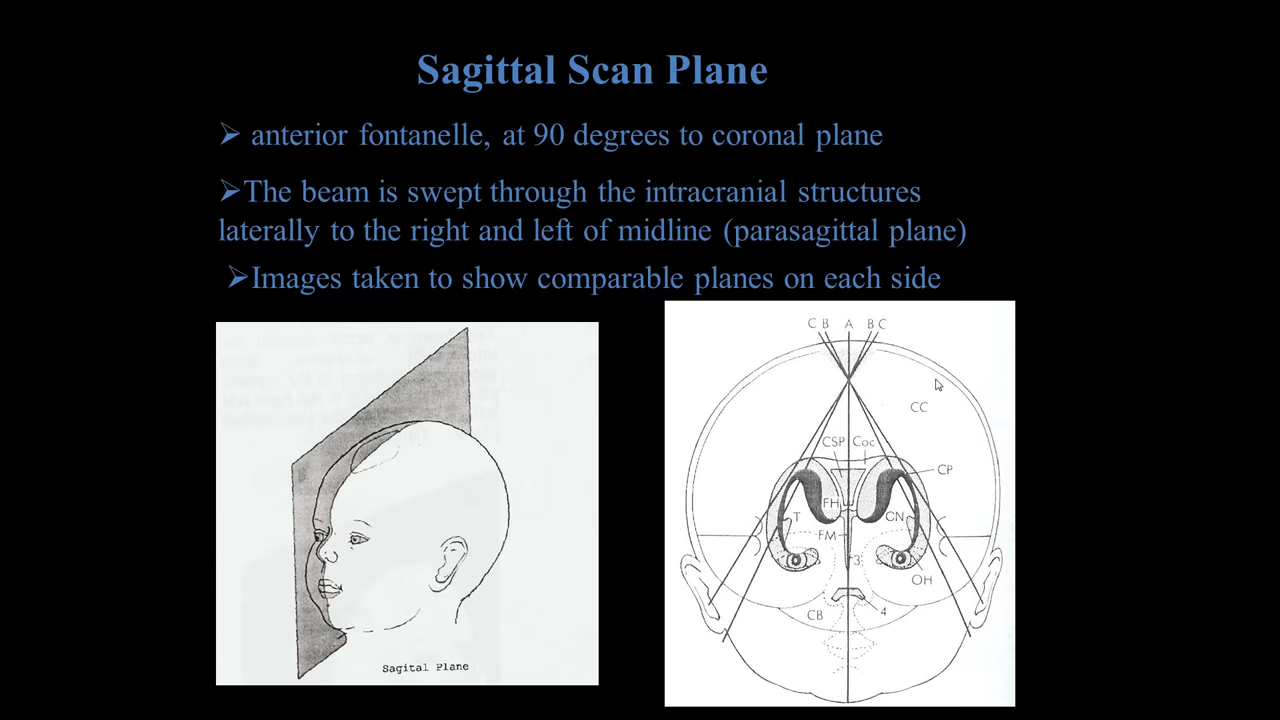 Sagittal Scan Plane
➢ anterior fontanelle, at 90 degrees to coronal plane
➢The beam is swept through the intracranial structures
laterally to the right and left of midline (parasagittal plane)
➢Images taken to show comparable planes on each side
Sagital Plane
C B A B C
CC
CSP Coc
CP
FH
T CN
FM
3
OH
CB 4